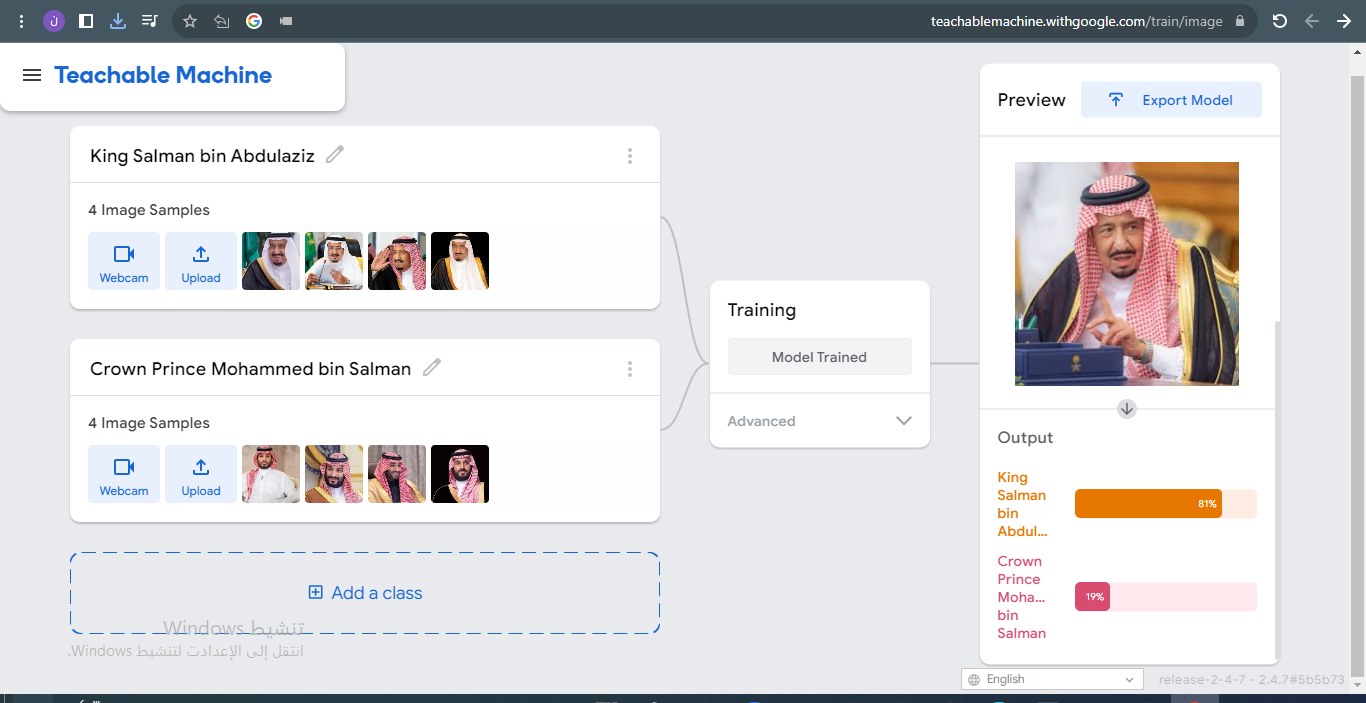 ن
teachablemachine.withgoogle.com/train/image
Teachable Machine
King Salman bin Abdulaziz
4 Image Samples
Webcam
Upload
Crown Prince Mohammed bin Salman
4 Image Samples
Webcam
Upload
Add a class
Training
Model Trained
Advanced
Preview
Export Model
Output
King
Salman
bin
Abdul...
81%
Crown
Prince
Moha...
bin
Salman
19%
تنشيط Windows
انتقل إلى الإعدادت لتنشيط Windows.
English
release-2-4-7 - 2.4.7#5b5b73